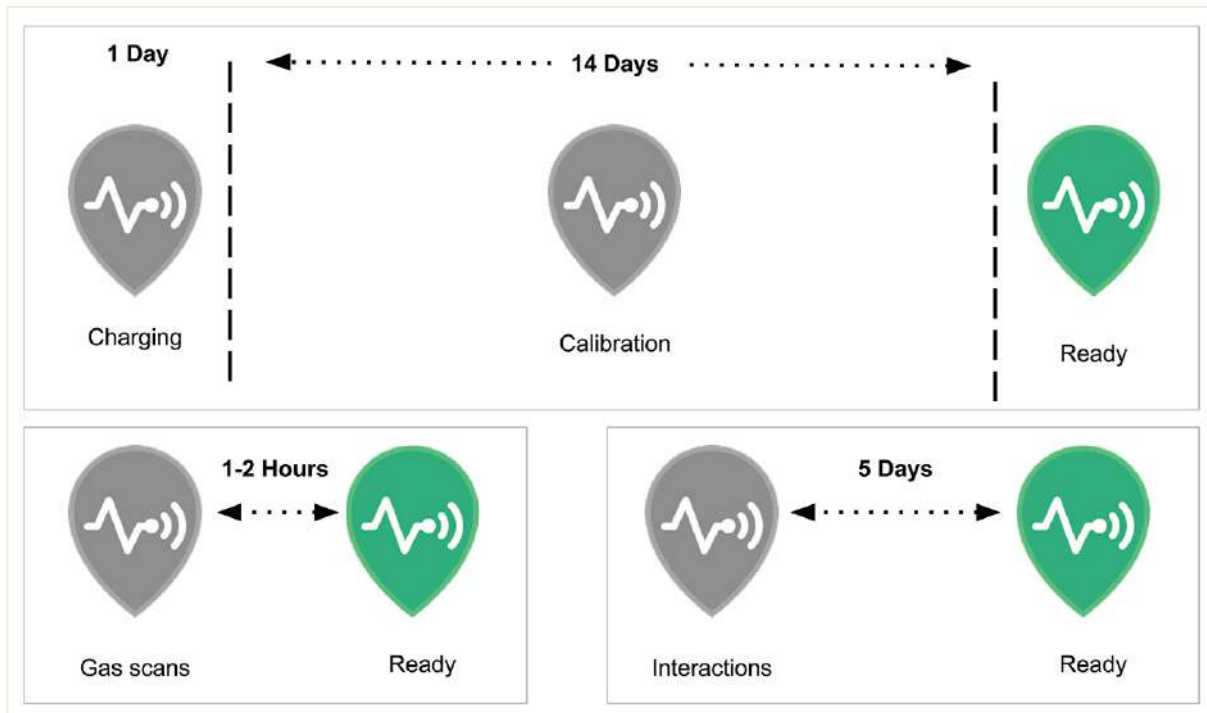 1 Day
14 Days
Charging
Calibration
Ready
1-2 Hours
Gas scans
Ready
5 Days
Interactions
Ready